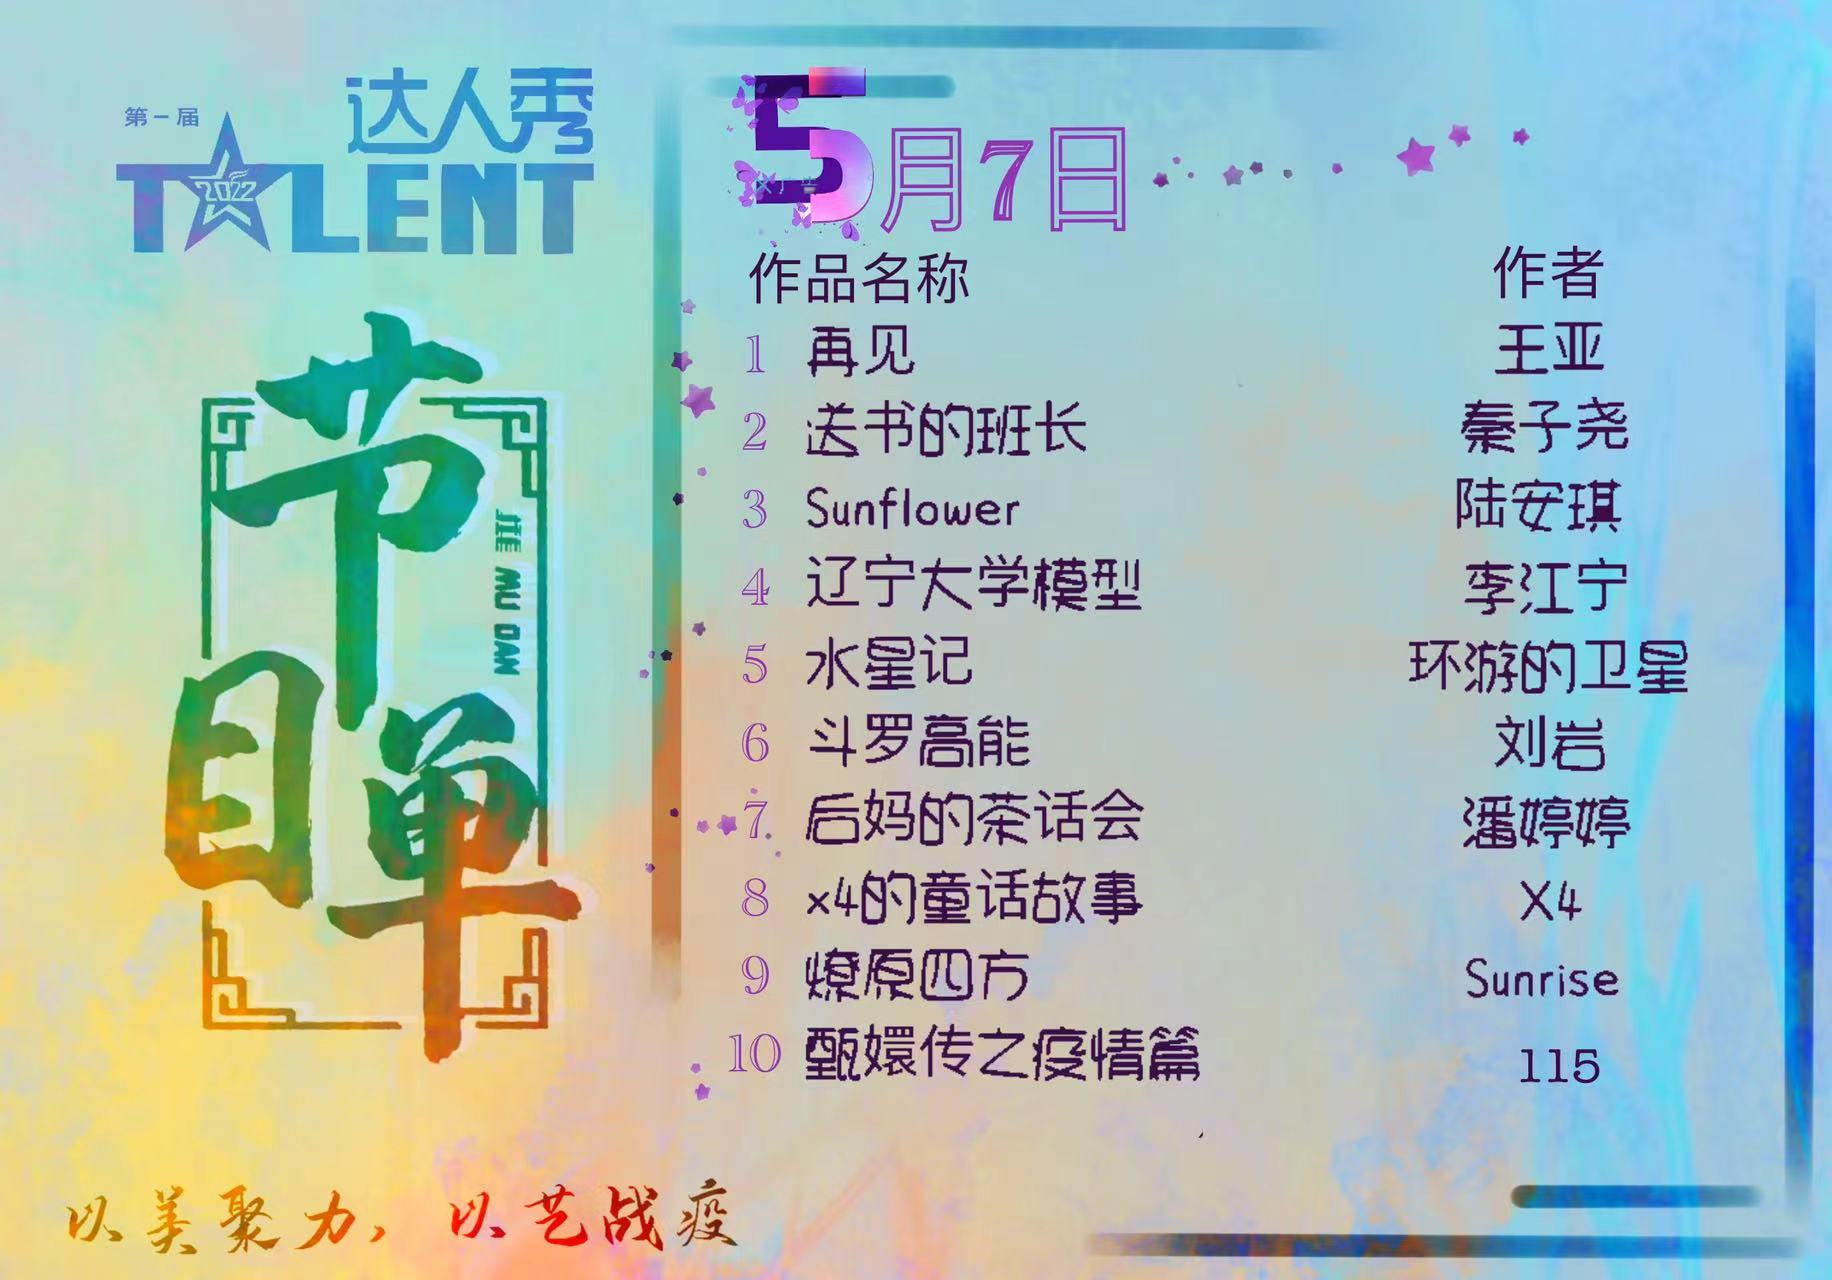 第一届
达人秀
TALENT
2022
节目单
JIE MU DAN
5月7日
作品名称 作者
1 再见 王亚
2 送书的班长 秦子尧
3 Sunflower 陆安琪
4 辽宁大学模型 李江宁
5 水星记 环游的卫星
6 斗罗高能 刘岩
7 后妈的茶话会 潘婷婷
8 x4的童话故事 X4
9 燎原四方 Sunrise
10 甄嬛传之疫情篇 115
以美聚力，以艺战疫